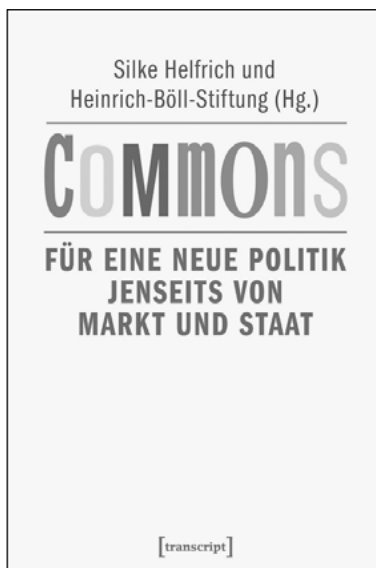 Silke Helfrich und
Heinrich-Böll-Stiftung (Hg.)
CoMMOns
FÜR EINE NEUE POLITIK
JENSEITS VON
MARKT UND STAAT
[transcript]